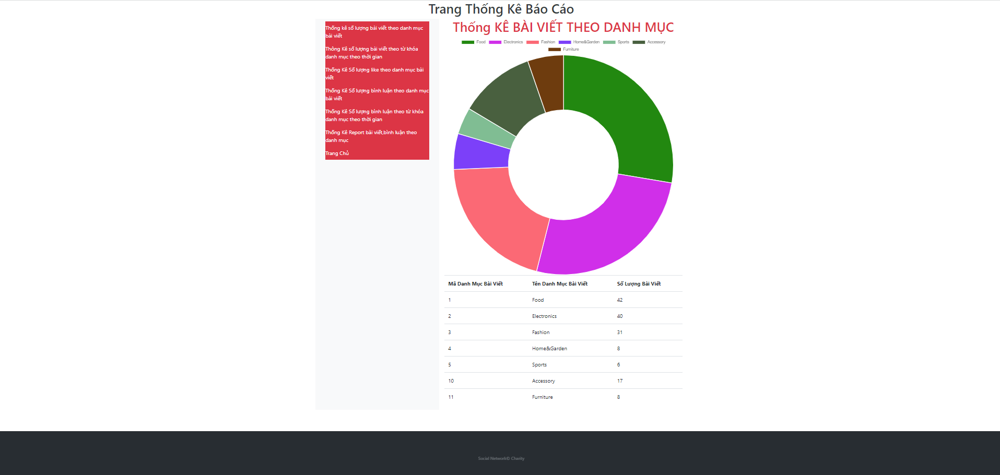 Trang Thống Kê Báo Cáo
Thống kê số lượng bài viết theo danh mục
bài viết
Thông Kê số lượng bài viết theo từ khóa
danh mục theo thời gian
Thống Kê Số lượng like theo danh mục bài
viết
Thống Kê Số lượng bình luận theo danh mục
bài viết
Thống Kê Số lượng bình luận theo từ khóa
danh mục theo thời gian
Thống Kê Report bài viết,bình luận theo
danh mục
Trang Chủ
Thống KÊ BÀI VIẾT THEO DANH MỤC
Food Electronics Fashion Home&Garden Sports Accessory
Furniture
Mã Danh Mục Bài Viết Tên Danh Mục Bài Viết Số Lượng Bài Viết
1 Food 42
2 Electronics 40
3 Fashion 31
4 Home&Garden 8
5 Sports 6
10 Accessory 17
11 Furniture 8
Social Network© Charity